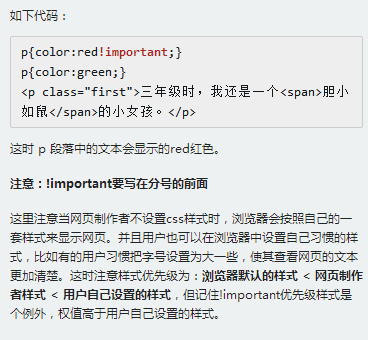 如下代码：
p{color:red!important;}
p{color:green;}
<p class="first">三年级时，我还是一个<span>胆小
如鼠</span>的小女孩。</p>
这时 p 段落中的文本会显示的red红色。
注意：!important要写在分号的前面
这里注意当网页制作者不设置css样式时，浏览器会按照自己的一
套样式来显示网页。并且用户也可以在浏览器中设置自己习惯的样
式，比如有的用户习惯把字号设置为大一些，使其查看网页的文本
更加清楚。这时注意样式优先级为：浏览器默认的样式 < 网页制作
者样式 < 用户自己设置的样式，但记住!important优先级样式是
个例外，权值高于用户自己设置的样式。